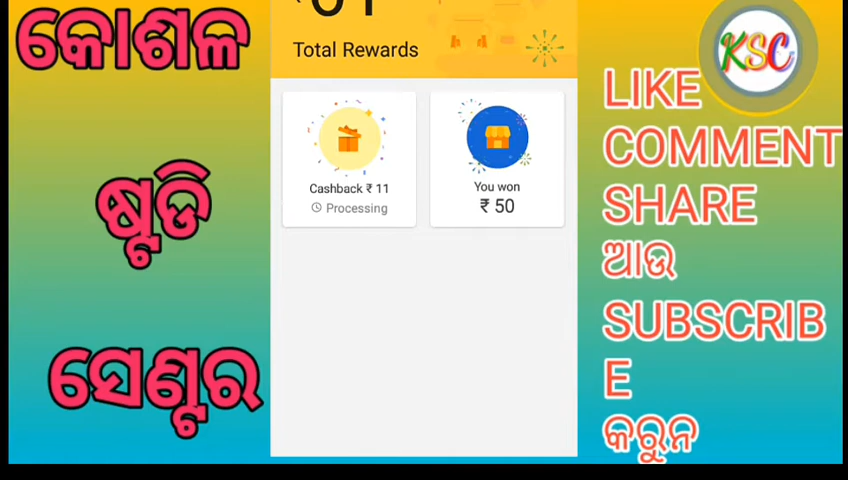 କୋଶଳ
ଷ୍ଟଡି
ସେଣ୍ଟର
Total Rewards
Cashback ₹ 11
Processing
You won
₹ 50
KSC
LIKE
COMMENT
SHARE
ଆଉ
SUBSCRIB
E
କରୁନ